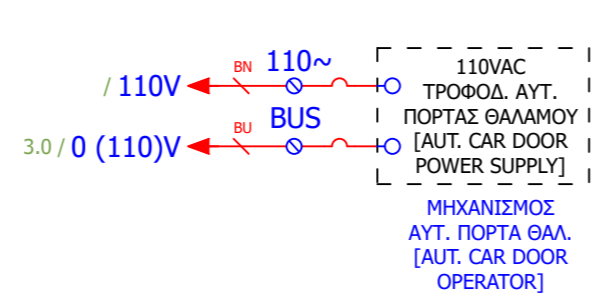 / 110V BN 110~
3.0 / 0 (110)V BU BUS
110VAC
ΤΡΟΦΟΔ. ΑΥΤ.
ΠΟΡΤΑΣ ΘΑΛΑΜΟΥ
[AUT. CAR DOOR
POWER SUPPLY]
ΜΗΧΑΝΙΣΜΟΣ
ΑΥΤ. ΠΟΡΤΑ ΘΑΛ.
[AUT. CAR DOOR
OPERATOR]